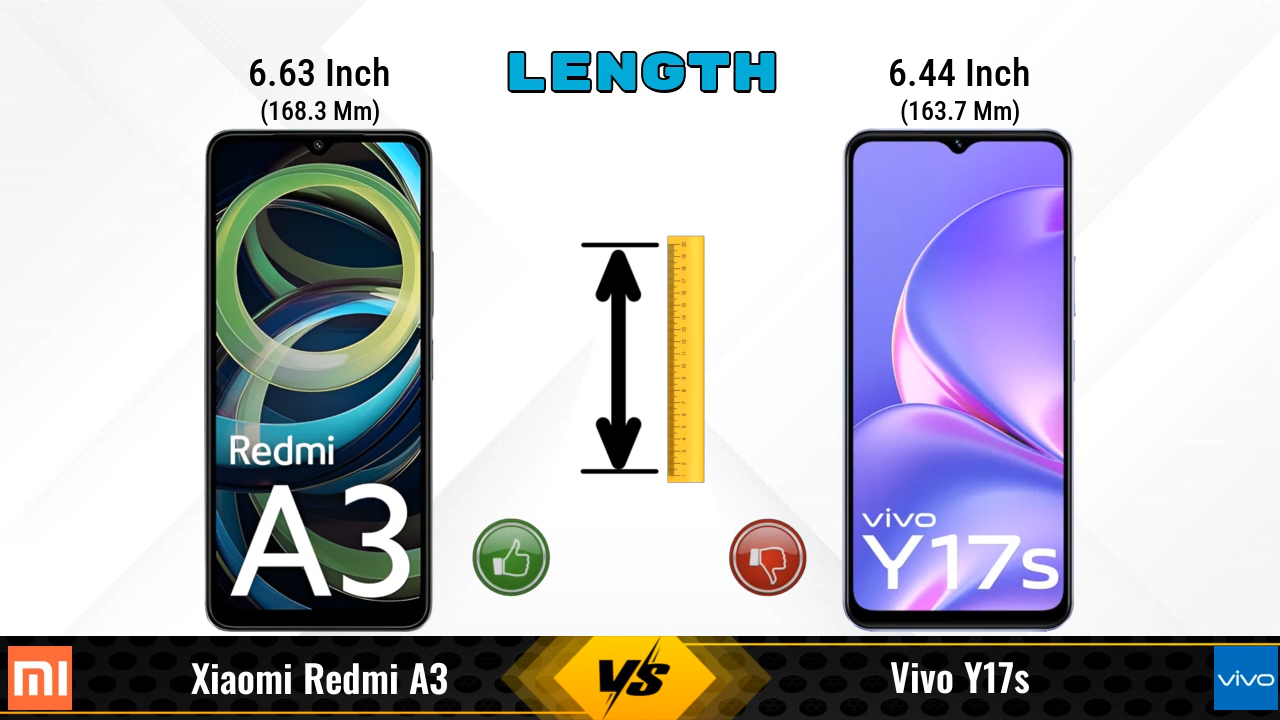 LENGTH
6.63 Inch
(168.3 Mm)
6.44 Inch
(163.7 Mm)
Redmi
A3
vivo
Y17s
mi
Xiaomi Redmi A3
VS
Vivo Y17s
vivo